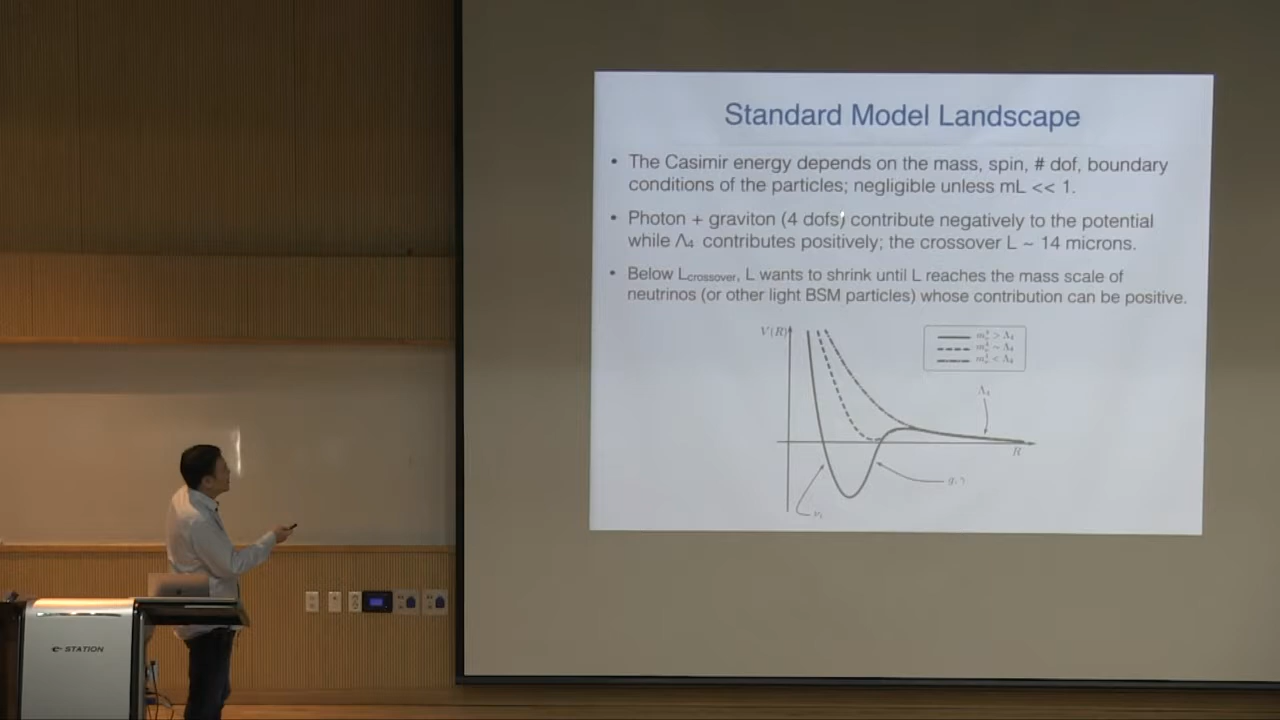 Standard Model Landscape
• The Casimir energy depends on the mass, spin, # dof, boundary
conditions of the particles; negligible unless mL << 1.
• Photon + graviton (4 dofs) contribute negatively to the potential
while Λ₄ contributes positively; the crossover L ~ 14 microns.
• Below Lcrossover, L wants to shrink until L reaches the mass scale of
neutrinos (or other light BSM particles) whose contribution can be positive.
V(R)
Λ₄
R
e-STATION